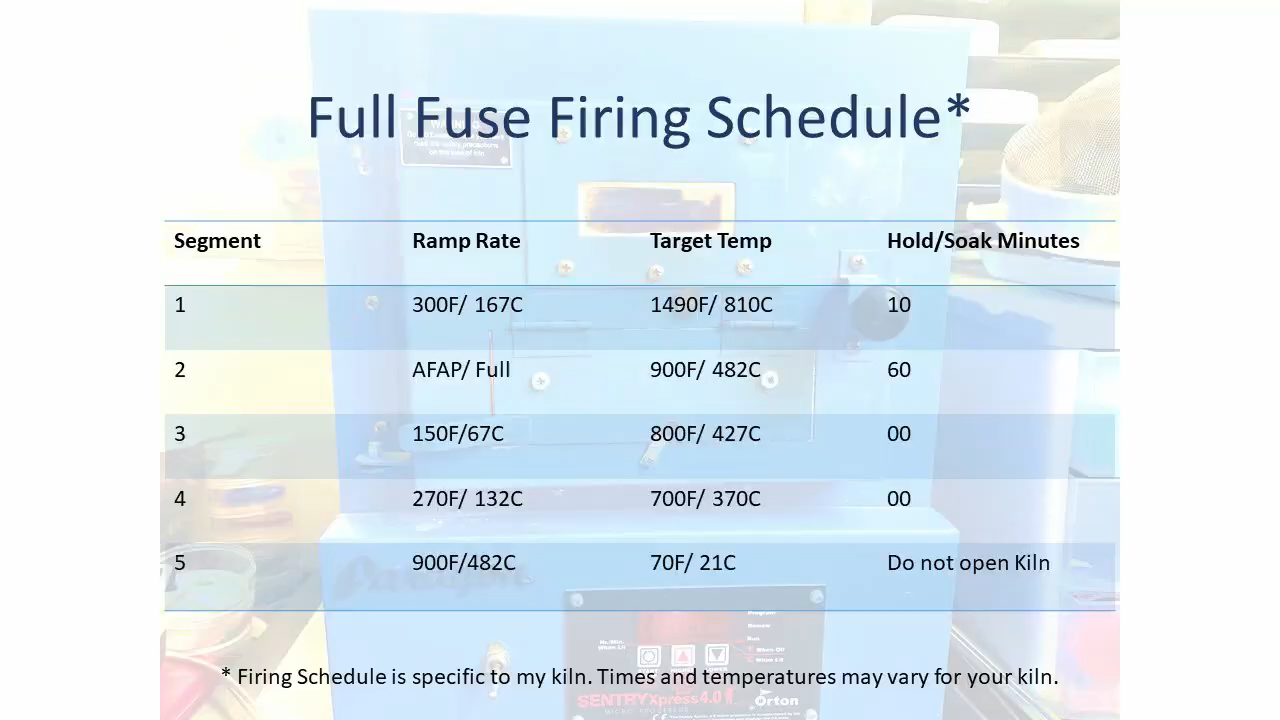 Full Fuse Firing Schedule*
Segment Ramp Rate Target Temp Hold/Soak Minutes
1 300F/ 167C 1490F/ 810C 10
2 AFAP/ Full 900F/ 482C 60
3 150F/67C 800F/ 427C 00
4 270F/ 132C 700F/ 370C 00
5 900F/482C 70F/ 21C Do not open Kiln
* Firing Schedule is specific to my kiln. Times and temperatures may vary for your kiln.
SENTRY Xpress 4.0
Orton